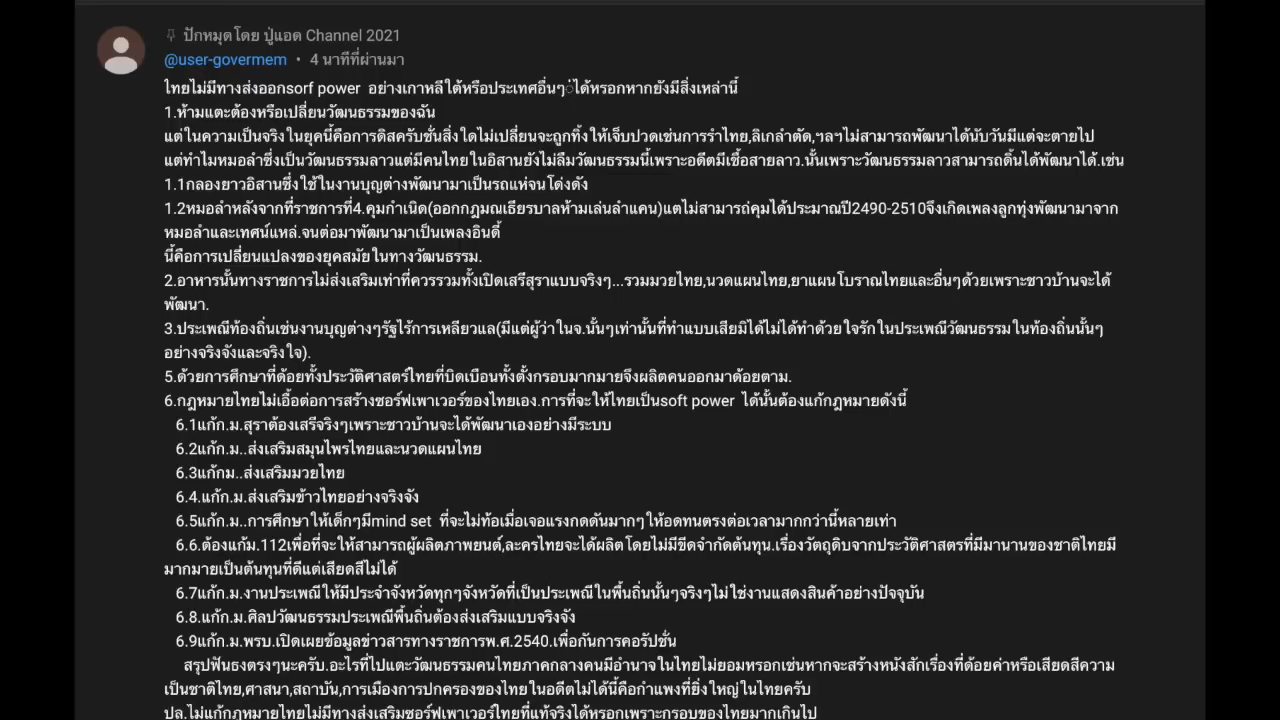 ปักหมุดโดย ปู่แอด Channel 2021
@user-govermem • 4 นาทีที่ผ่านมา
ไทยไม่มีทางส่งออกsorf power อย่างเกาหลีใต้หรือประเทศอื่นๆ่ได้หรอกหากยังมีสิ่งเหล่านี้
1.ห้ามแตะต้องหรือเปลี่ยนวัฒนธรรมของฉัน
แต่ในความเป็นจริงในยุคนี้คือการดิสครับชั่นสิ่งใดไม่เปลี่ยนจะถูกทิ้งให้เจ็บปวดเช่นการรำไทย,ลิเกลำตัด,ฯลฯไม่สามารถพัฒนาได้นับวันมีแต่จะตายไป
แต่ทำไมหมอลำซึ่งเป็นวัฒนธรรมลาวแต่มีคนไทยในอิสานยังไม่ลืมวัฒนธรรมนี้เพราะอดีตมีเชื้อสายลาว.นั้นเพราะวัฒนธรรมลาวสามารถดิ้นได้พัฒนาได้.เช่น
1.1กลองยาวอิสานซึ่งใช้ในงานบุญต่างพัฒนามาเป็นรถแห่จนโด่งดัง
1.2หมอลำหลังจากที่ราชการที่4.คุมกำเนิด(ออกกฎมณเธียรบาลห้ามเล่นลำแคน)แต่ไม่สามารถ่คุมได้ประมาณปี2490-2510จึงเกิดเพลงลูกทุ่งพัฒนามาจาก
หมอลำและเทศน์แหล่.จนต่อมาพัฒนามาเป็นเพลงอินดี้
นี้คือการเปลี่ยนแปลงของยุคสมัยในทางวัฒนธรรม.
2.อาหารนั้นทางราชการไม่ส่งเสริมเท่าที่ควรรวมทั้งเปิดเสรีสุราแบบจริงๆ...รวมมวยไทย,นวดแผนไทย,ยาแผนโบราณไทยและอื่นๆด้วยเพราะชาวบ้านจะได้
พัฒนา.
3.ประเพณีท้องถิ่นเช่นงานบุญต่างๆรัฐไร้การเหลียวแล(มีแต่ผู้ว่าในจ.นั้นๆเท่านั้นที่ทำแบบเสียมิได้ไม่ได้ทำด้วยใจรักในประเพณีวัฒนธรรมในท้องถิ่นนั้นๆ
อย่างจริงจังและจริงใจ).
5.ด้วยการศึกษาที่ด้อยทั้งประวัติศาสตร์ไทยที่บิดเบือนทั้งตั้งกรอบมากมายจึงผลิตคนออกมาด้อยตาม.
6.กฎหมายไทยไม่เอื้อต่อการสร้างซอร์ฟเพาเวอร์ของไทยเอง.การที่จะให้ไทยเป็นsoft power ได้นั้นต้องแก้กฎหมายดังนี้
6.1แก้ก.ม.สุราต้องเสรีจริงๆเพราะชาวบ้านจะได้พัฒนาเองอย่างมีระบบ
6.2แก้ก.ม..ส่งเสริมสมุนไพรไทยและนวดแผนไทย
6.3แก้กม..ส่งเสริมมวยไทย
6.4.แก้ก.ม.ส่งเสริมข้าวไทยอย่างจริงจัง
6.5แก้ก.ม..การศึกษาให้เด็กๆมีmind set ที่จะไม่ท้อเมื่อเจอแรงกดดันมากๆให้อดทนตรงต่อเวลามากกว่านี้หลายเท่า
6.6.ต้องแก้ม.112เพื่อที่จะให้สามารถผู้ผลิตภาพยนต์,ละครไทยจะได้ผลิตโดยไม่มีขีดจำกัดต้นทุน.เรื่องวัตถุดิบจากประวัติศาสตรที่มีมานานของชาติไทยมี
มากมายเป็นต้นทุนที่ดีแต่เสียดสีไม่ได้
6.7แก้ก.ม.งานประเพณีให้มีประจำจังหวัดทุกๆจังหวัดที่เป็นประเพณีในพื้นถิ่นนั้นๆจริงๆไม่ใช่งานแสดงสินค้าอย่างปัจจุบัน
6.8.แก้ก.ม.ศิลปวัฒนธรรมประเพณีพื้นถิ่นต้องส่งเสริมแบบจริงจัง
6.9แก้ก.ม.พรบ.เปิดเผยข้อมูลข่าวสารทางราชการพ.ศ.2540.เพื่อกันการคอรัปชั่น
สรุปฟันธงตรงๆนะครับ.อะไรที่ไปแตะวัฒนธรรมคนไทยภาคกลางคนมีอำนาจในไทยไม่ยอมหรอกเช่นหากจะสร้างหนังสักเรื่องที่ด้อยค่าหรือเสียดสีความ
เป็นชาติไทย,ศาสนา,สถาบัน,การเมืองการปกครองของไทยในอดีตไม่ได้นี้คือกำแพงที่ยิ่งใหญ่ในไทยครับ
ปล.ไม่แก้กฎหมายไทยไม่มีทางส่งเสริมซอร์ฟเพาเวอร์ไทยที่แท้จริงได้หรอกเพราะกรอบของไทยมากเกินไป